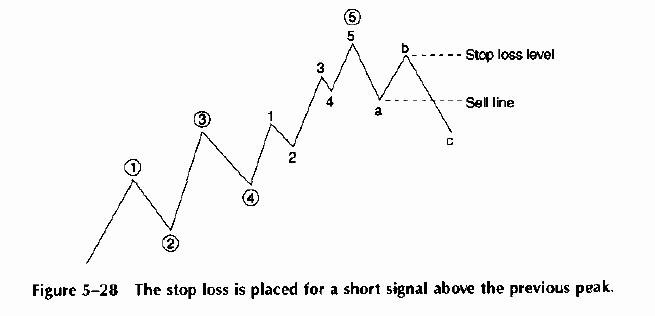 ⑤
5
b
Stop loss level
3
4
a
Sell line
③
1
c
2
①
④
②
Figure 5–28 The stop loss is placed for a short signal above the previous peak.